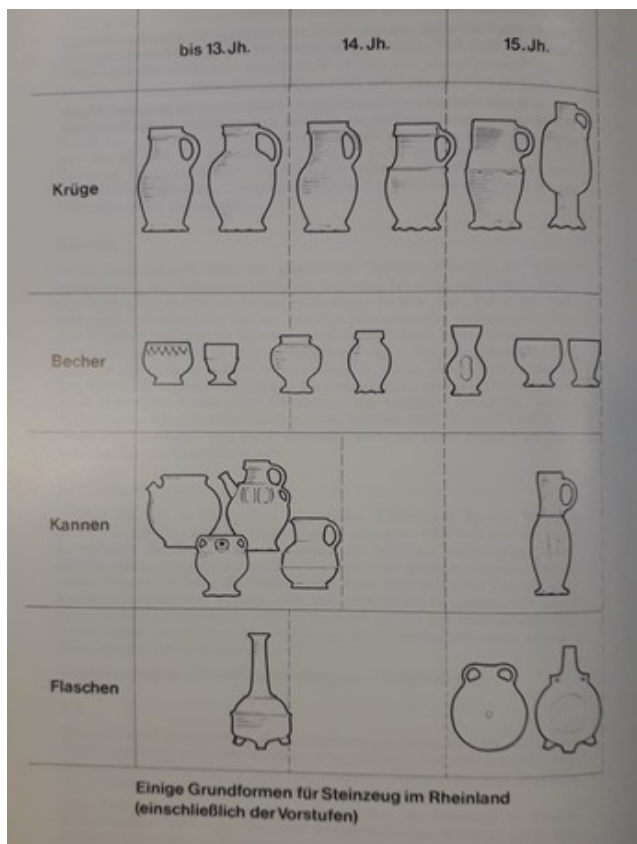 bis 13. Jh.
14. Jh.
15. Jh.
Krüge
Becher
Kannen
Flaschen
Einige Grundformen für Steinzeug im Rheinland
(einschließlich der Vorstufen)